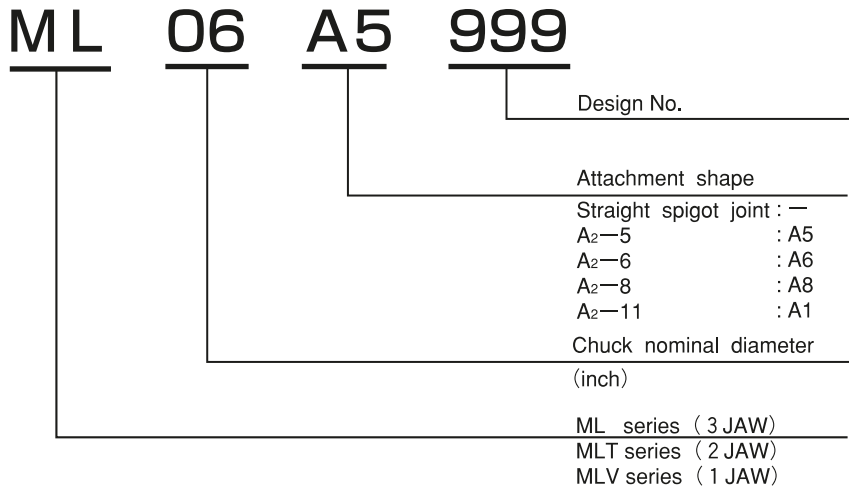 ML 06 A5 999
Design No.
Attachment shape
Straight spigot joint : —
A₂—5 : A5
A₂—6 : A6
A₂—8 : A8
A₂—11 : A1
Chuck nominal diameter
(inch)
ML series (3 JAW)
MLT series (2 JAW)
MLV series (1 JAW)